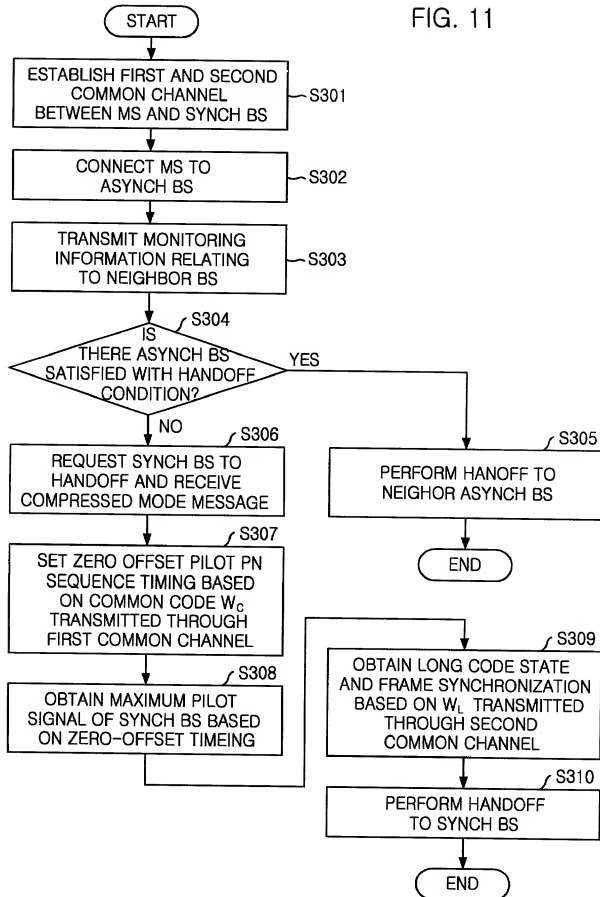 FIG. 11
START
ESTABLISH FIRST AND SECOND
COMMON CHANNEL
BETWEEN MS AND SYNCH BS
S301
CONNECT MS TO
ASYNCH BS
S302
TRANSMIT MONITORING
INFORMATION RELATING
TO NEIGHBOR BS
S303
S304
IS
THERE ASYNCH BS
SATISFIED WITH HANDOFF
CONDITION?
YES
NO
S305
PERFORM HANOFF TO
NEIGHOR ASYNCH BS
END
S306
REQUEST SYNCH BS TO
HANDOFF AND RECEIVE
COMPRESSED MODE MESSAGE
S307
SET ZERO OFFSET PILOT PN
SEQUENCE TIMING BASED
ON COMMON CODE WC
TRANSMITTED THROUGH
FIRST COMMON CHANNEL
S308
OBTAIN MAXIMUM PILOT
SIGNAL OF SYNCH BS BASED
ON ZERO-OFFSET TIMEING
S309
OBTAIN LONG CODE STATE
AND FRAME SYNCHRONIZATION
BASED ON WL TRANSMITTED
THROUGH SECOND
COMMON CHANNEL
S310
PERFORM HANDOFF
TO SYNCH BS
END